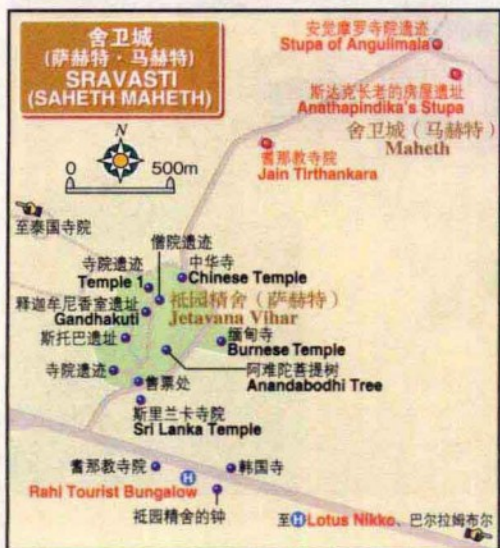 舍卫城
(萨赫特·马赫特)
SRAVASTI
(SAHETH MAHETH)
安觉摩罗寺院遗迹
Stupa of Angulimala
斯达克长老的房屋遗址
Anathapindika's Stupa
舍卫城（马赫特）
Maheth
耆那教寺院
Jain Tirthankara
N
0 500m
至泰国寺院
僧院遗迹
寺院遗迹
Temple 1
中华寺
Chinese Temple
释迦牟尼香室遗址
Gandhakuti
祇园精舍（萨赫特）
Jetavana Vihar
斯托巴遗址
缅甸寺
Burnese Temple
寺院遗迹
阿难陀菩提树
Anandabodhi Tree
售票处
斯里兰卡寺院
Sri Lanka Temple
耆那教寺院
H
韩国寺
Rahi Tourist Bungalow
祇园精舍的钟
至H Lotus Nikko、巴尔拉姆布尔